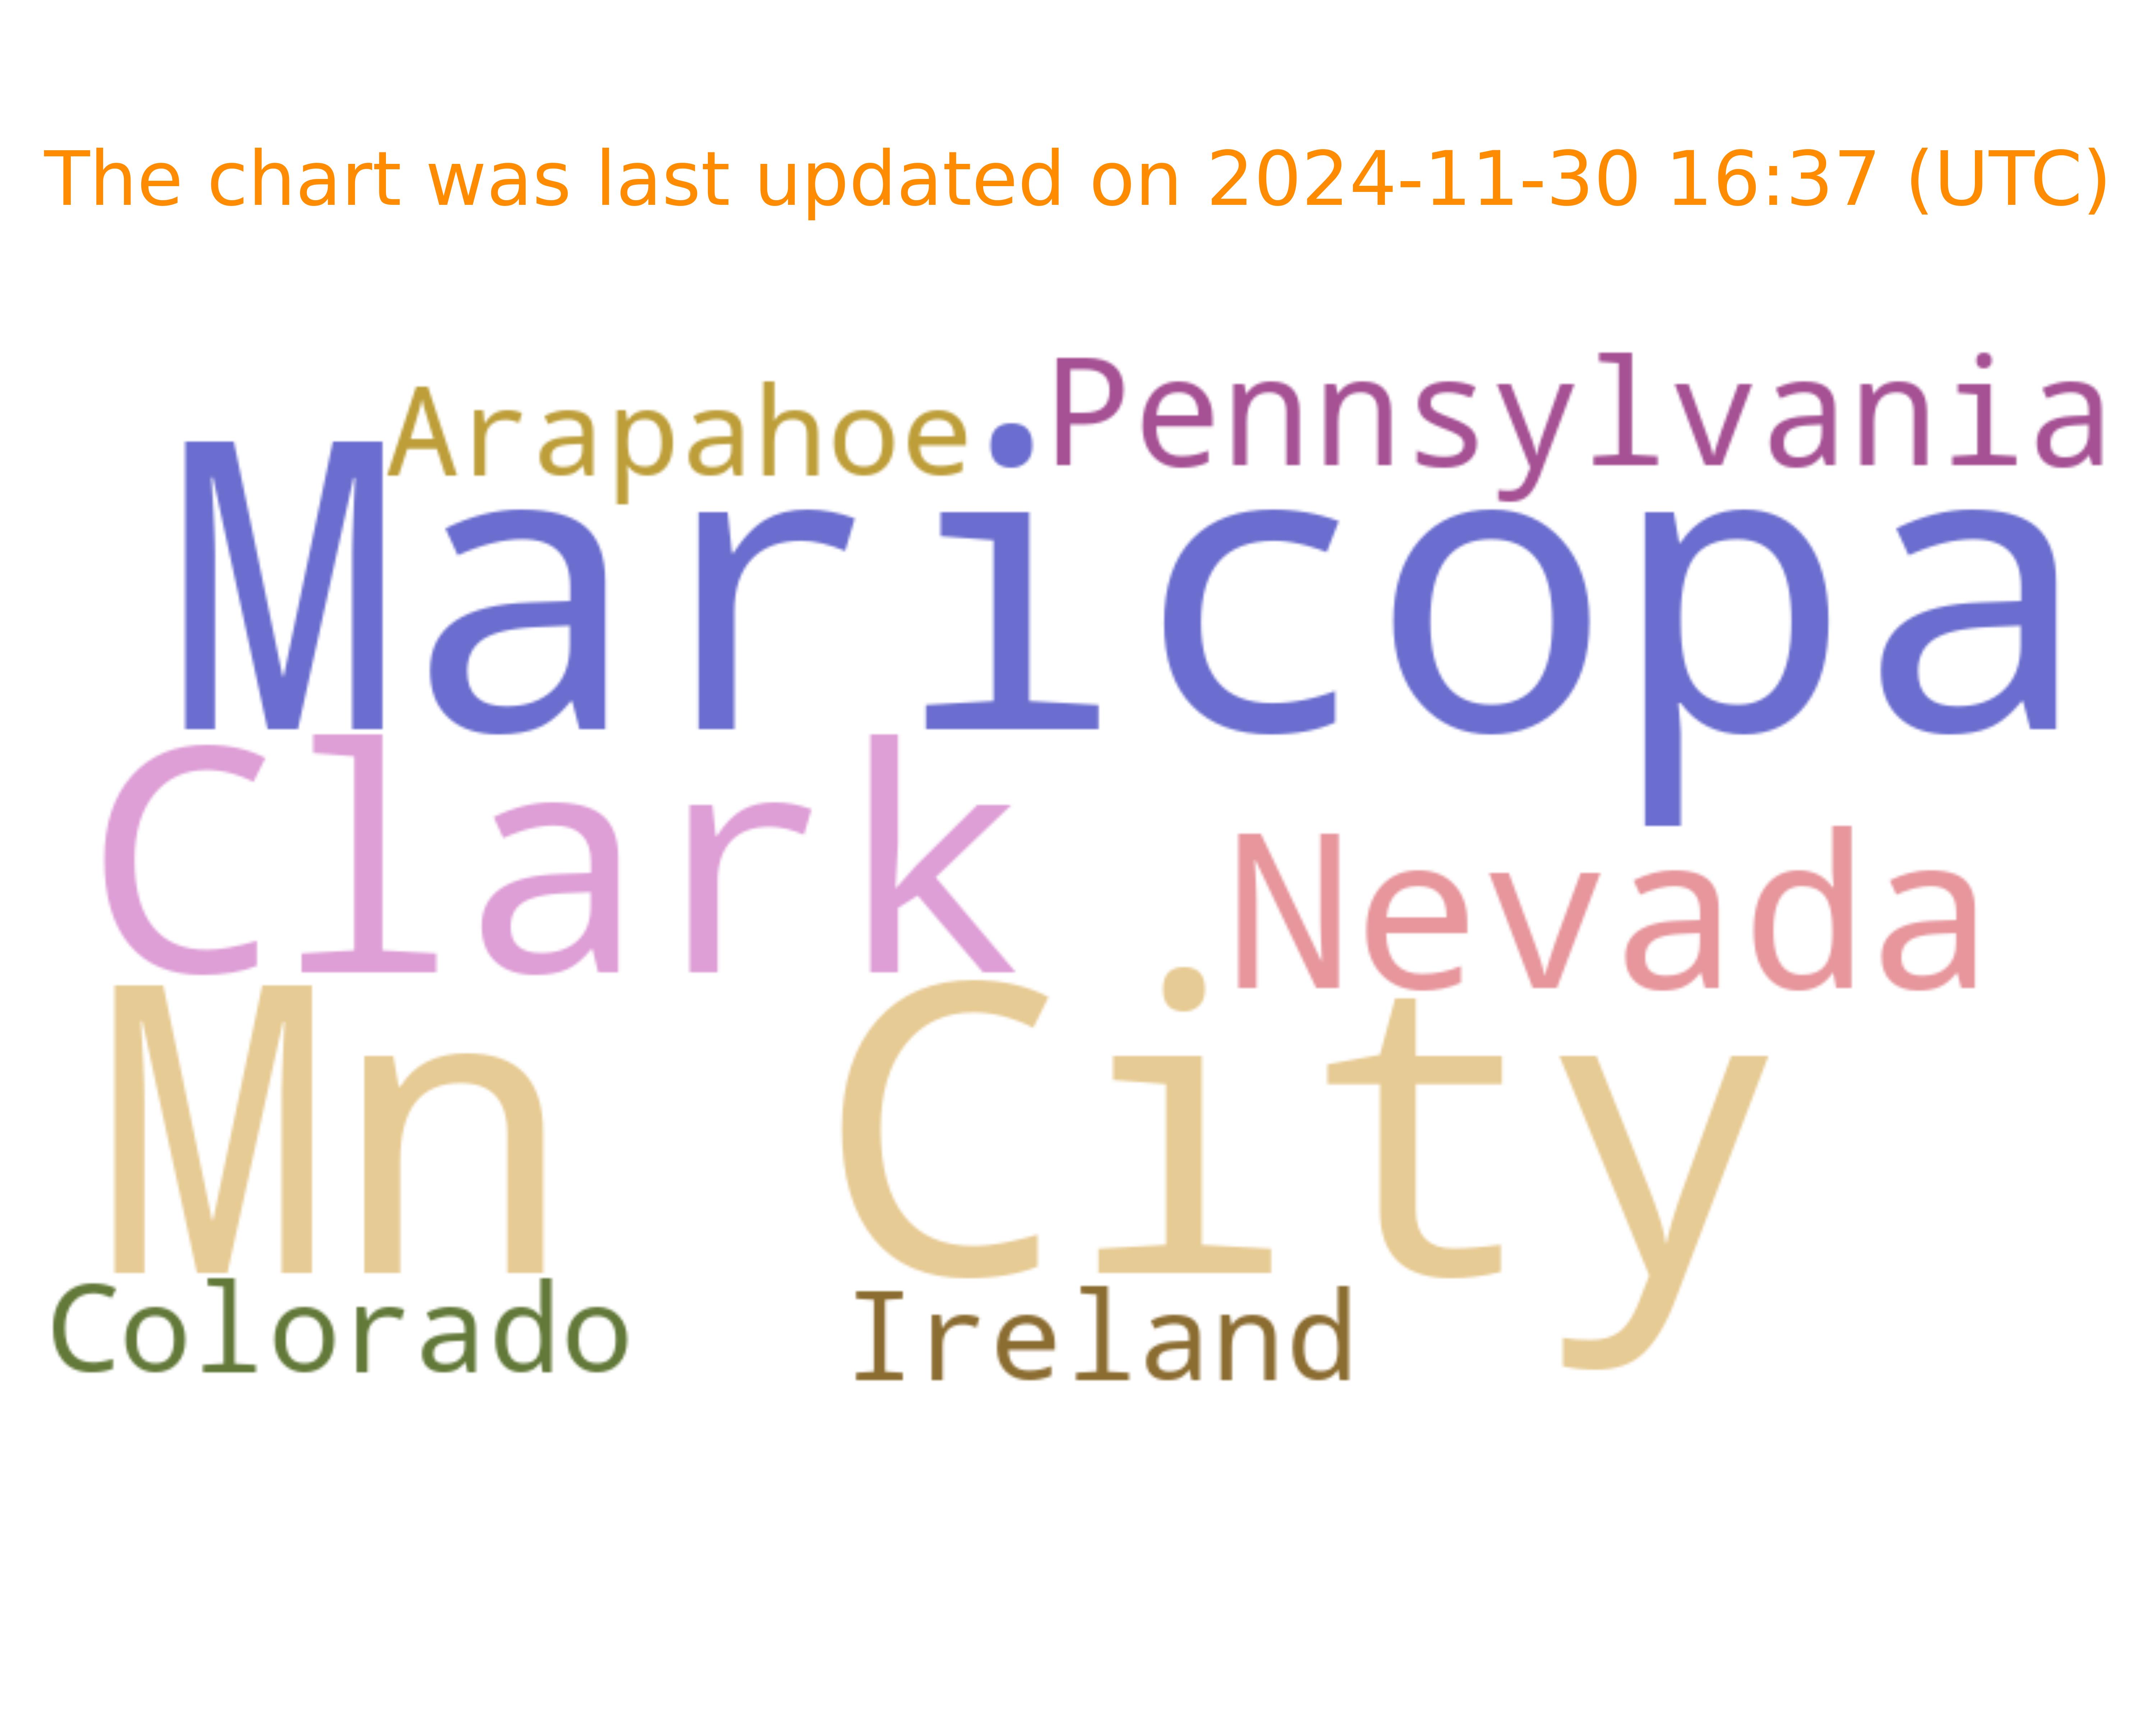 The chart was last updated on 2024-11-30 16:37 (UTC)
Arapahoe Pennsylvania
Maricopa
Clark Nevada
Mn City
Colorado Ireland